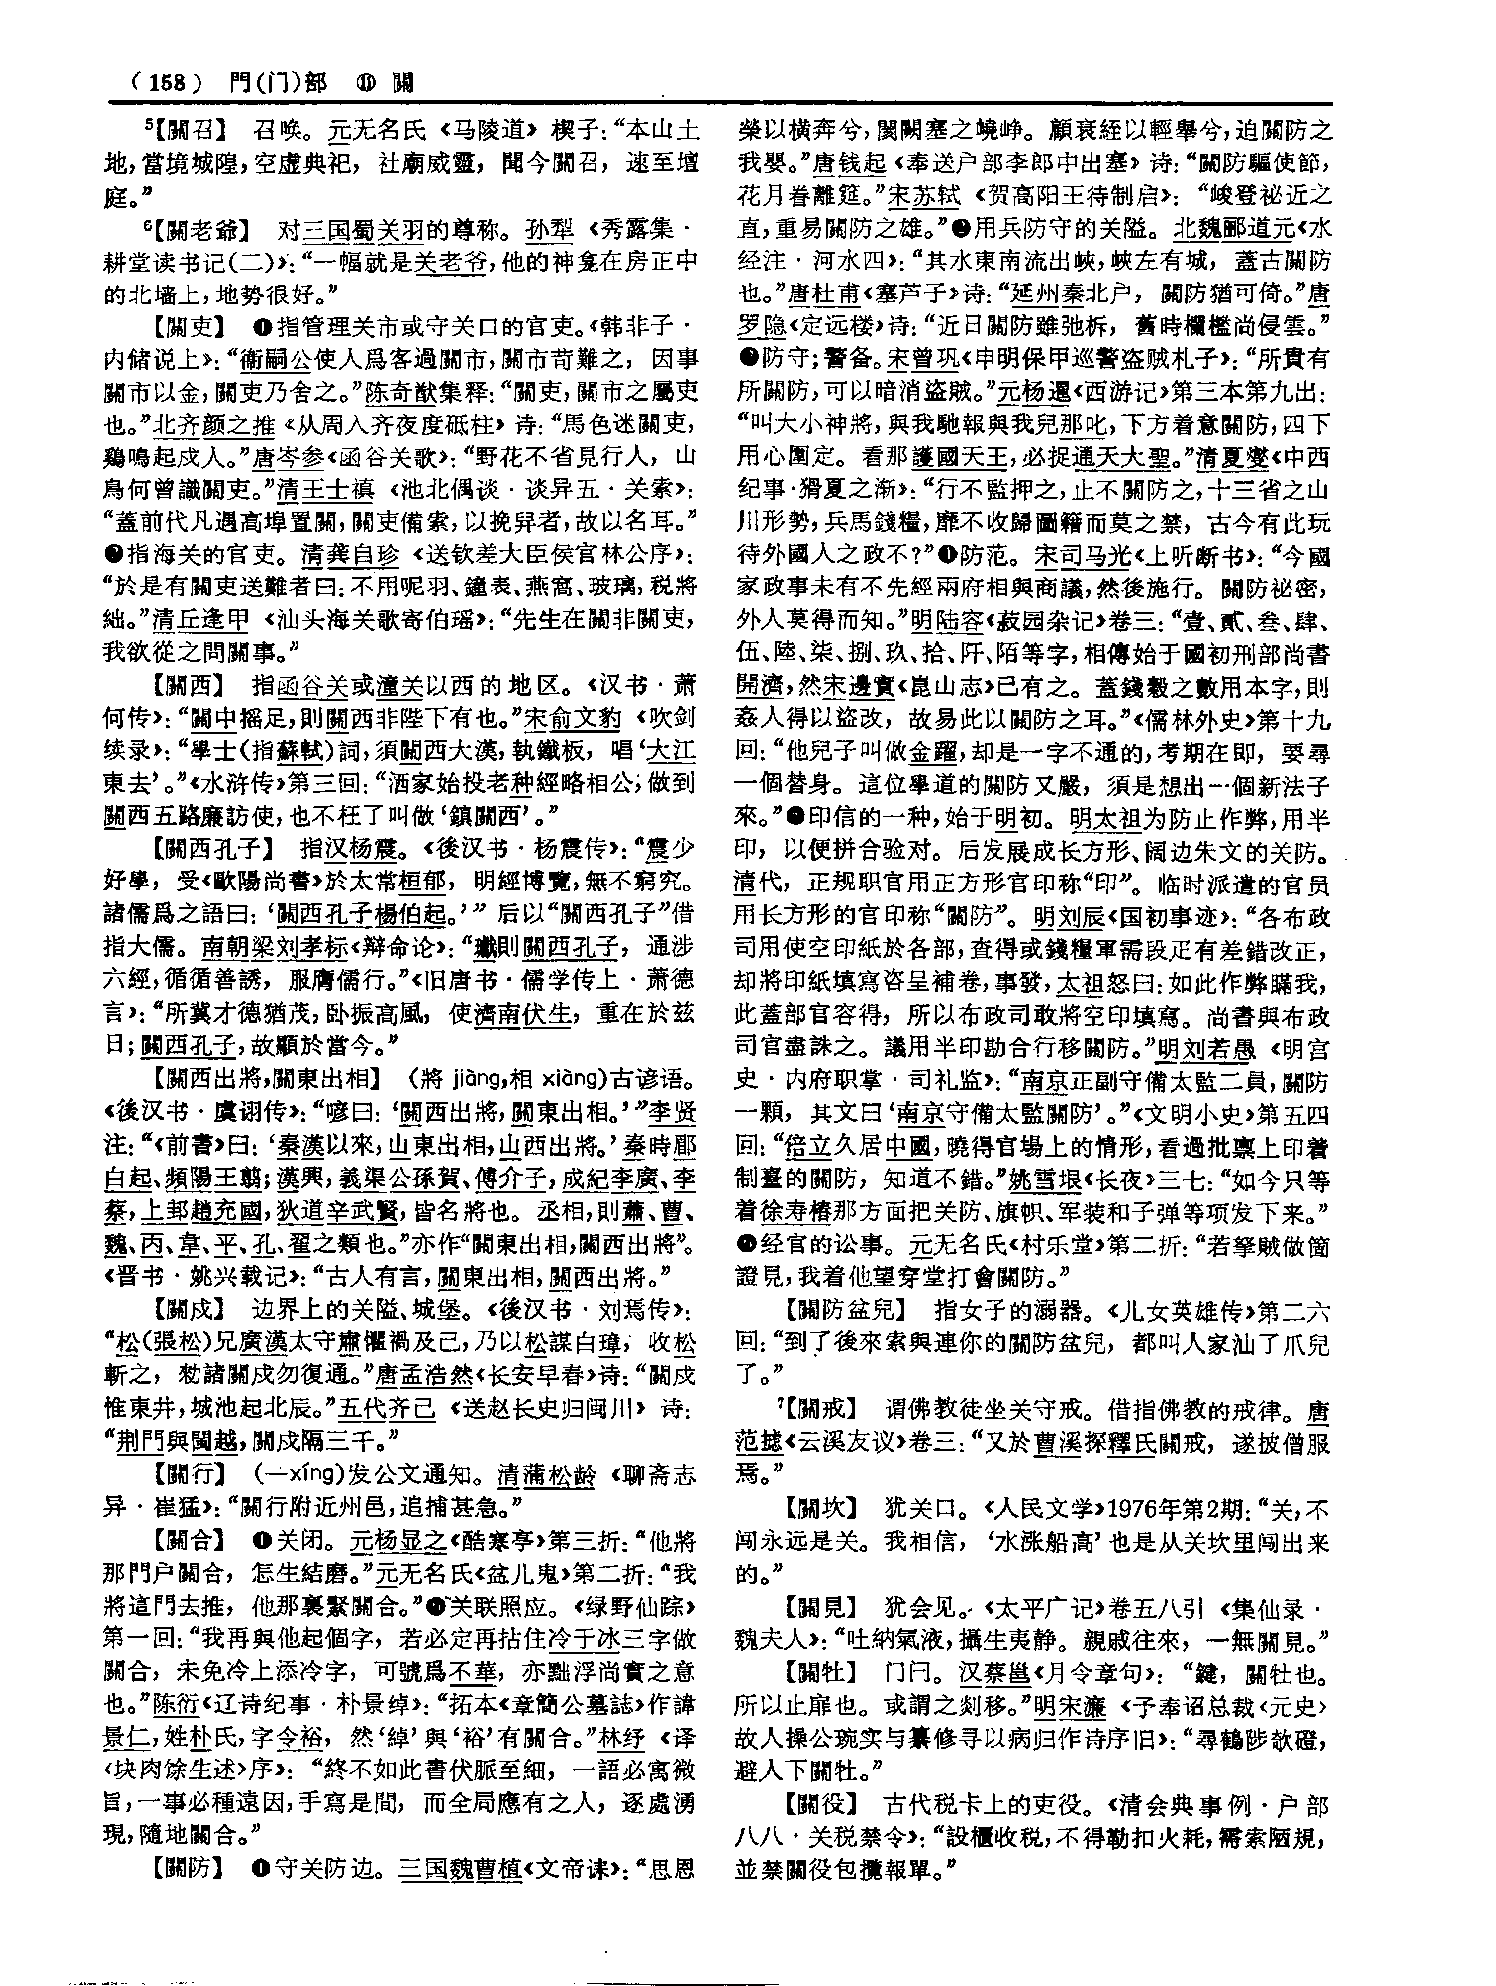 （158） 門(门)部 ⑪ 關
5【關召】 召唤。元无名氏《马陵道》楔子：“本山土
地，當境城隍，空虚典祀，社廟威靈，聞今關召，速至壇
庭。”
6【關老爺】 对三国蜀关羽的尊称。孙犁《秀露集·
耕堂读书记(二)》：“一幅就是关老爷，他的神龛在房正中
的北墙上，地势很好。”
【關吏】 ❶指管理关市或守关口的官吏。《韩非子·
内储说上》：“衛嗣公使人爲客過關市，關市苛難之，因事
關市以金，關吏乃舍之。”陈奇猷集释：“關吏，關市之屬吏
也。”北齐颜之推《从周入齐夜度砥柱》诗：“馬色迷關吏，
鷄鳴起戍人。”唐岑参《函谷关歌》：“野花不省見行人，山
鳥何曾識關吏。”清王士禛《池北偶谈·谈异五·关索》：
“蓋前代凡遇高埠置關，關吏備索，以挽舁者，故以名耳。”
❷指海关的官吏。清龚自珍《送钦差大臣侯官林公序》：
“於是有關吏送難者曰：不用呢羽、鐘表、燕窩、玻璃，税將
絀。”清丘逢甲《汕头海关歌寄伯瑶》：“先生在關非關吏，
我欲從之問關事。”
【關西】 指函谷关或潼关以西的地区。《汉书·萧
何传》：“關中摇足，則關西非陛下有也。”宋俞文豹《吹剑
续录》：“學士(指蘇軾)詞，須關西大漢，執鐵板，唱‘大江
東去’。”《水浒传》第三回：“洒家始投老种經略相公，做到
關西五路廉訪使，也不枉了叫做‘鎮關西’。”
【關西孔子】 指汉杨震。《後汉书·杨震传》：“震少
好學，受《歐陽尚書》於太常桓郁，明經博覽，無不窮究。
諸儒爲之語曰：‘關西孔子楊伯起。’”后以“關西孔子”借
指大儒。南朝梁刘孝标《辩命论》：“瓛則關西孔子，通涉
六經，循循善誘，服膺儒行。”《旧唐书·儒学传上·萧德
言》：“所冀才德猶茂，卧振高風，使濟南伏生，重在於兹
日；關西孔子，故顯於當今。”
【關西出將，關東出相】 （將 jiàng，相 xiàng)古谚语。
《後汉书·虞诩传》：“喭曰：‘關西出將，關東出相。’”李贤
注：“《前書》曰：‘秦漢以來，山東出相，山西出將。’秦時郿
白起、頻陽王翦；漢興，義渠公孫賀、傅介子，成紀李廣、李
蔡，上邽趙充國，狄道辛武賢，皆名將也。丞相，則蕭、曹、
魏、丙、韋、平、孔、翟之類也。”亦作“關東出相，關西出將”。
《晋书·姚兴载记》：“古人有言，關東出相，關西出將。”
【關戍】 边界上的关隘、城堡。《後汉书·刘焉传》：
“松(張松)兄廣漢太守肅懼禍及己，乃以松謀白璋，收松
斬之，勑諸關戍勿復通。”唐孟浩然《长安早春》诗：“關戍
惟東井，城池起北辰。”五代齐己《送赵长史归闽川》诗：
“荆門與閩越，關戍隔三千。”
【關行】 （—xíng)发公文通知。清蒲松龄《聊斋志
异·崔猛》：“關行附近州邑，追捕甚急。”
【關合】 ❶关闭。元杨显之《酷寒亭》第三折：“他將
那門户關合，怎生結磨。”元无名氏《盆儿鬼》第二折：“我
將這門去推，他那裏緊關合。”❷关联照应。《绿野仙踪》
第一回：“我再與他起個字，若必定再拈住冷于冰三字做
關合，未免冷上添冷字，可號爲不華，亦黜浮尚實之意
也。”陈衍《辽诗纪事·朴景绰》：“拓本《章簡公墓誌》作諱
景仁，姓朴氏，字令裕，然‘綽’與‘裕’有關合。”林纾《译
〈块肉馀生述〉序》：“終不如此書伏脈至細，一語必寓微
旨，一事必種遠因，手寫是間，而全局應有之人，逐處湧
現，隨地關合。”
【關防】 ❶守关防边。三国魏曹植《文帝诔》：“思恩
榮以横奔兮，閡闕塞之嶢峥。顧衰絰以輕舉兮，迫關防之
我嬰。”唐钱起《奉送户部李郎中出塞》诗：“關防驅使節，
花月眷離筵。”宋苏轼《贺高阳王待制启》：“峻登祕近之
直，重易關防之雄。”❷用兵防守的关隘。北魏郦道元《水
经注·河水四》：“其水東南流出峽，峽左有城，蓋古關防
也。”唐杜甫《塞芦子》诗：“延州秦北户，關防猶可倚。”唐
罗隐《定远楼》诗：“近日關防雖弛柝，舊時欄檻尚侵雲。”
❸防守；警备。宋曾巩《申明保甲巡警盗贼札子》：“所貴有
所關防，可以暗消盜賊。”元杨暹《西游记》第三本第九出：
“叫大小神將，與我馳報與我兒那叱，下方着意關防，四下
用心圍定。看那護國天王，必捉通天大聖。”清夏燮《中西
纪事·猾夏之渐》：“行不監押之，止不關防之，十三省之山
川形勢，兵馬錢糧，靡不收歸圖籍而莫之禁，古今有此玩
待外國人之政不？”❹防范。宋司马光《上听断书》：“今國
家政事未有不先經兩府相與商議，然後施行。關防祕密，
外人莫得而知。”明陆容《菽园杂记》卷三：“壹、貳、叁、肆、
伍、陸、柒、捌、玖、拾、阡、陌等字，相傳始于國初刑部尚書
開濟，然宋邊實《崑山志》已有之。蓋錢穀之數用本字，則
姦人得以盜改，故易此以關防之耳。”《儒林外史》第十九
回：“他兒子叫做金躍，却是一字不通的，考期在即，要尋
一個替身。這位學道的關防又嚴，須是想出一個新法子
來。”❺印信的一种，始于明初。明太祖为防止作弊，用半
印，以便拼合验对。后发展成长方形、阔边朱文的关防。
清代，正规职官用正方形官印称“印”。临时派遣的官员
用长方形的官印称“關防”。明刘辰《国初事迹》：“各布政
司用使空印紙於各部，查得或錢糧軍需段疋有差錯改正，
却將印紙填寫咨呈補卷，事發，太祖怒曰：如此作弊瞞我，
此蓋部官容得，所以布政司敢將空印填寫。尚書與布政
司官盡誅之。議用半印勘合行移關防。”明刘若愚《明宫
史·内府职掌·司礼监》：“南京正副守備太監二員，關防
一顆，其文曰‘南京守備太監關防’。”《文明小史》第五四
回：“倍立久居中國，曉得官場上的情形，看過批禀上印着
制臺的關防，知道不錯。”姚雪垠《长夜》三七：“如今只等
着徐寿椿那方面把关防、旗帜、军装和子弹等项发下来。”
❻经官的讼事。元无名氏《村乐堂》第二折：“若拏賊做箇
證見，我着他望穿堂打會關防。”
【關防盆兒】 指女子的溺器。《儿女英雄传》第二六
回：“到了後來索與連你的關防盆兒，都叫人家汕了爪兒
了。”
7【關戒】 谓佛教徒坐关守戒。借指佛教的戒律。唐
范摅《云溪友议》卷三：“又於曹溪探釋氏關戒，遂披僧服
焉。”
【關坎】 犹关口。《人民文学》1976年第2期：“关，不
闯永远是关。我相信，‘水涨船高’也是从关坎里闯出来
的。”
【關見】 犹会见。《太平广记》卷五八引《集仙录·
魏夫人》：“吐納氣液，攝生夷静。親戚往來，一無關見。”
【關牡】 门闩。汉蔡邕《月令章句》：“鍵，關牡也。
所以止扉也。或謂之剡移。”明宋濂《予奉诏总裁〈元史〉
故人操公琬实与纂修寻以病归作诗序旧》：“尋鶴陟欹磴，
避人下關牡。”
【關役】 古代税卡上的吏役。《清会典事例·户部
八八·关税禁令》：“設櫃收税，不得勒扣火耗，需索陋規，
並禁關役包攬報單。”